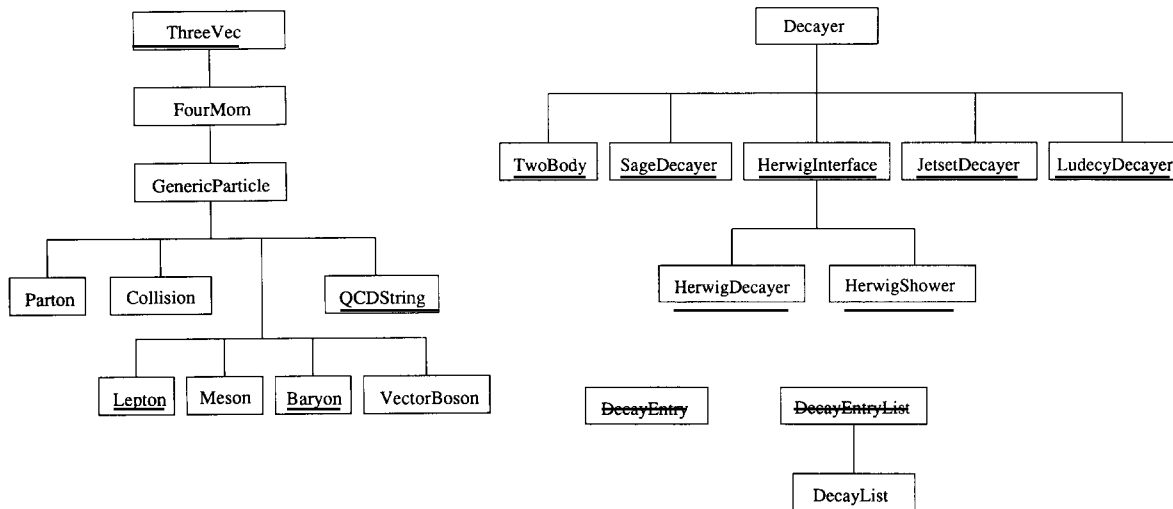 ThreeVec
FourMom
GenericParticle
Parton
Collision
QCDString
Lepton
Meson
Baryon
VectorBoson
Decayer
TwoBody
SageDecayer
HerwigInterface
JetsetDecayer
LudecyDecayer
HerwigDecayer
HerwigShower
DecayEntry
DecayEntryList
DecayList